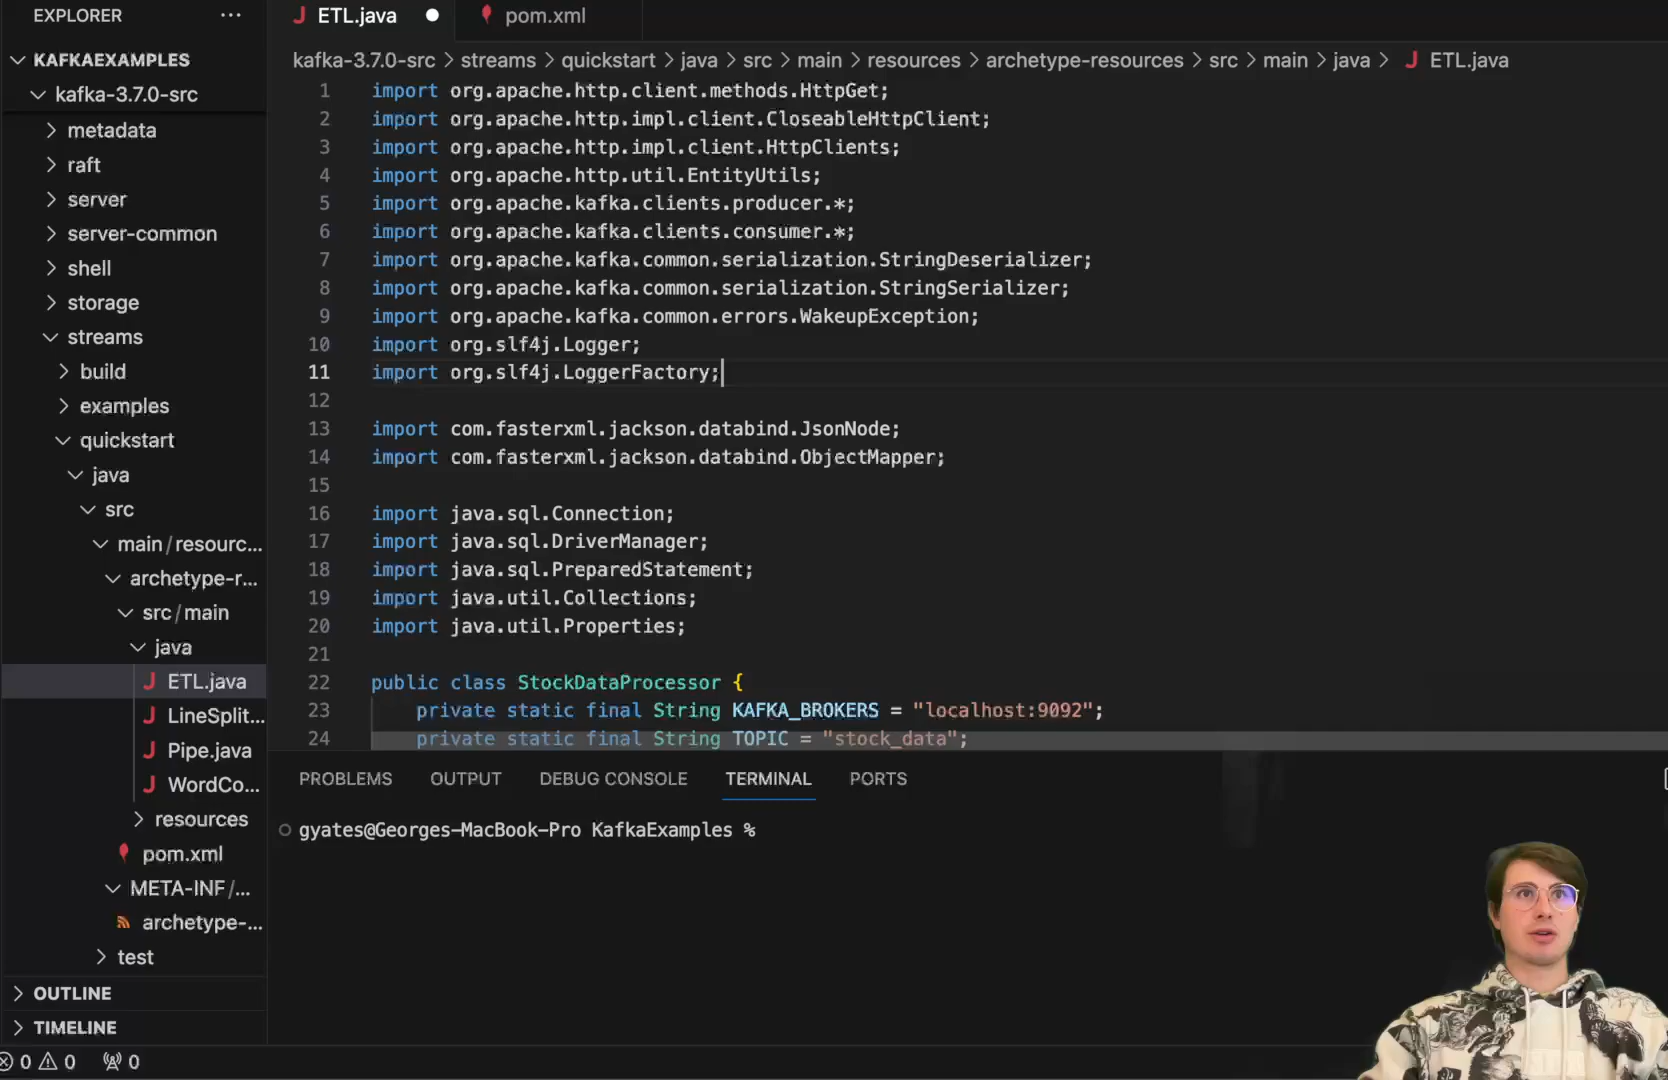 EXPLORER ...
KAFKAEXAMPLES
kafka-3.7.0-src
metadata
raft
server
server-common
shell
storage
streams
build
examples
quickstart
java
src
main/resourc...
archetype-r...
src/main
java
ETL.java
LineSplit...
Pipe.java
WordCo...
resources
pom.xml
META-INF/...
archetype-...
test
OUTLINE
TIMELINE
0 0 0
ETL.java
pom.xml
kafka-3.7.0-src > streams > quickstart > java > src > main > resources > archetype-resources > src > main > java > ETL.java
1 import org.apache.http.client.methods.HttpGet;
2 import org.apache.http.impl.client.CloseableHttpClient;
3 import org.apache.http.impl.client.HttpClients;
4 import org.apache.http.util.EntityUtils;
5 import org.apache.kafka.clients.producer.*;
6 import org.apache.kafka.clients.consumer.*;
7 import org.apache.kafka.common.serialization.StringDeserializer;
8 import org.apache.kafka.common.serialization.StringSerializer;
9 import org.apache.kafka.common.errors.WakeupException;
10 import org.slf4j.Logger;
11 import org.slf4j.LoggerFactory;
12
13 import com.fasterxml.jackson.databind.JsonNode;
14 import com.fasterxml.jackson.databind.ObjectMapper;
15
16 import java.sql.Connection;
17 import java.sql.DriverManager;
18 import java.sql.PreparedStatement;
19 import java.util.Collections;
20 import java.util.Properties;
21
22 public class StockDataProcessor {
23 private static final String KAFKA_BROKERS = "localhost:9092";
24 private static final String TOPIC = "stock_data";
PROBLEMS OUTPUT DEBUG CONSOLE TERMINAL PORTS
gyates@Georges-MacBook-Pro KafkaExamples %